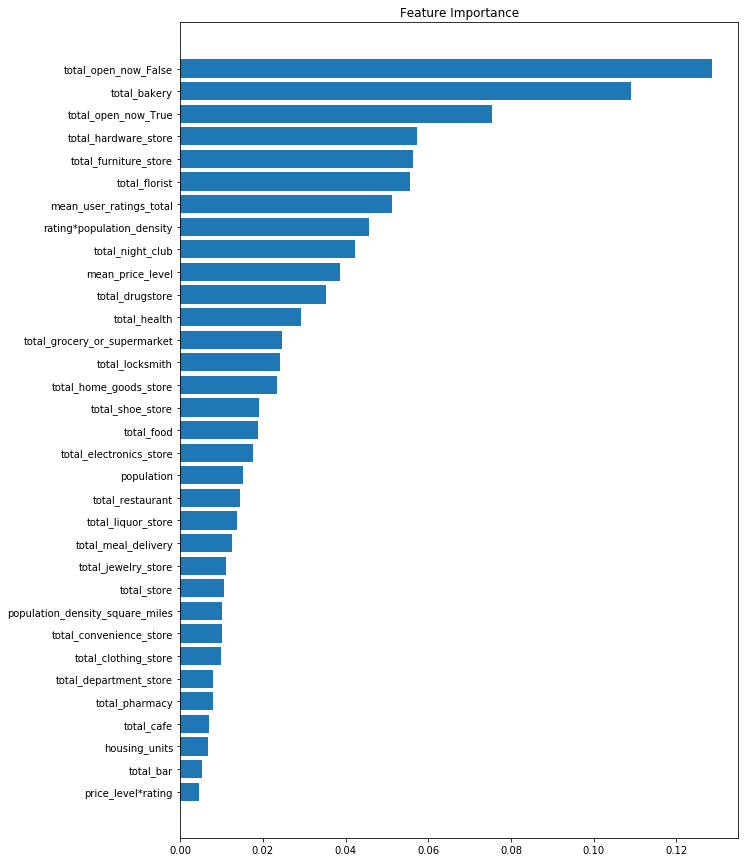 Feature Importance
total_open_now_False
total_bakery
total_open_now_True
total_hardware_store
total_furniture_store
total_florist
mean_user_ratings_total
rating*population_density
total_night_club
mean_price_level
total_drugstore
total_health
total_grocery_or_supermarket
total_locksmith
total_home_goods_store
total_shoe_store
total_food
total_electronics_store
population
total_restaurant
total_liquor_store
total_meal_delivery
total_jewelry_store
total_store
population_density_square_miles
total_convenience_store
total_clothing_store
total_department_store
total_pharmacy
total_cafe
housing_units
total_bar
price_level*rating
0.00 0.02 0.04 0.06 0.08 0.10 0.12